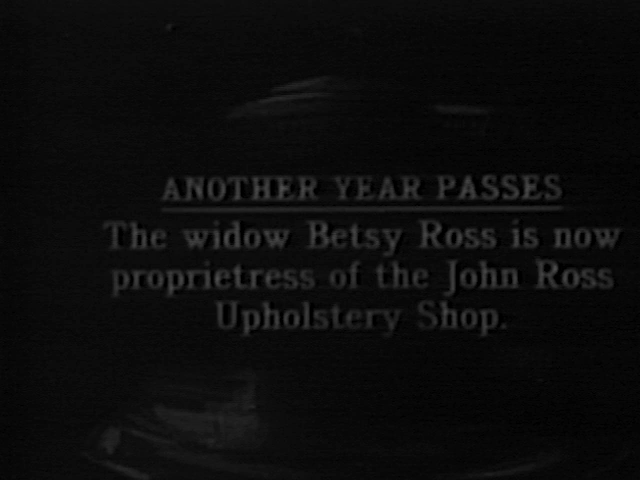 ANOTHER YEAR PASSES
The widow Betsy Ross is now
proprietress of the John Ross
Upholstery Shop.